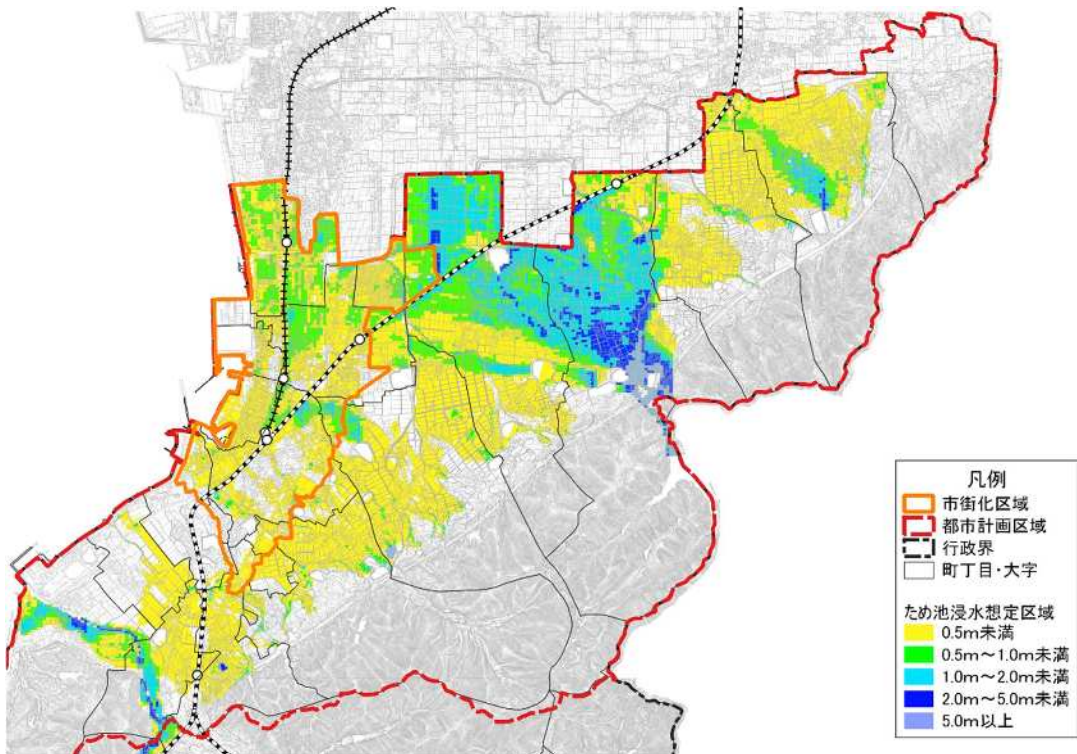 凡例
市街化区域
都市計画区域
行政界
町丁目・大字
ため池浸水想定区域
0.5m未満
0.5m～1.0m未満
1.0m～2.0m未満
2.0m～5.0m未満
5.0m以上